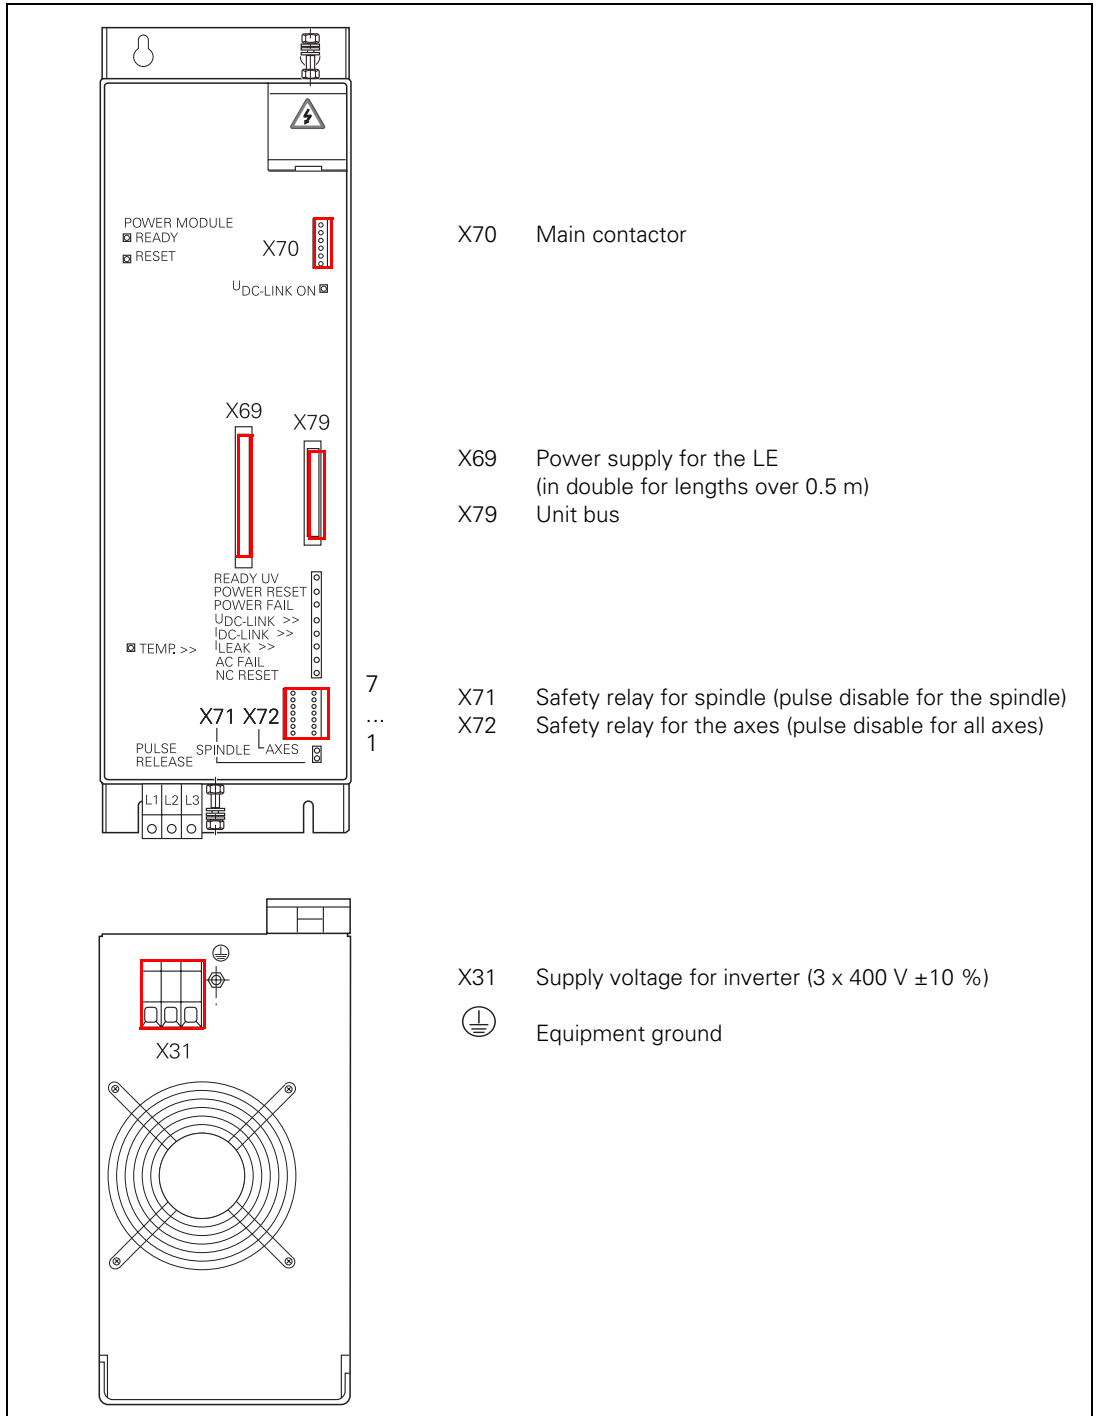 POWER MODULE
READY
RESET
X70
X70 Main contactor
UDC-LINK ON
X69
X79
X69 Power supply for the LE
(in double for lengths over 0.5 m)
X79 Unit bus
READY UV
POWER RESET
POWER FAIL
UDC-LINK >>
IDC-LINK >>
TEMP. >>
ILEAK >>
AC FAIL
NC RESET
7
...
1
X71 X72
X71 Safety relay for spindle (pulse disable for the spindle)
X72 Safety relay for the axes (pulse disable for all axes)
PULSE
RELEASE
SPINDLE
AXES
L1 L2 L3
X31
X31 Supply voltage for inverter (3 x 400 V ±10 %)
Equipment ground